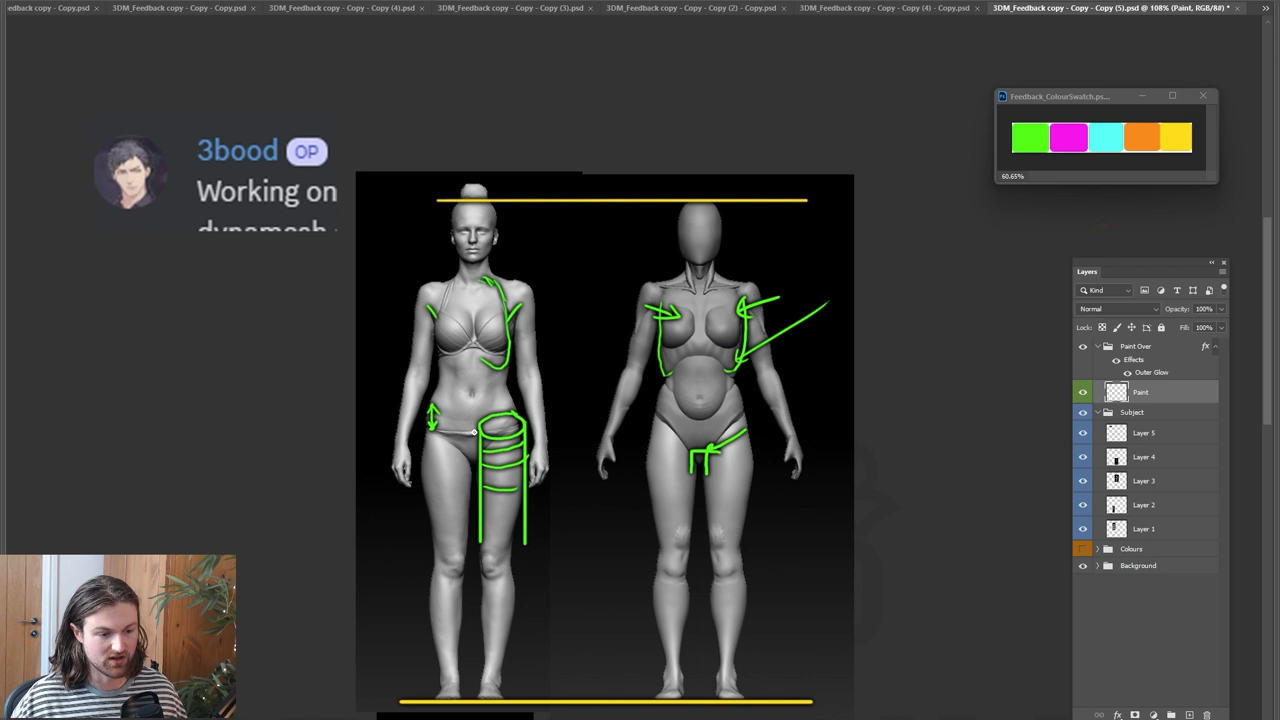 edback copy - Copy.psd × 3DM_Feedback copy - Copy.psd × 3DM_Feedback copy - Copy (4).psd × 3DM_Feedback copy - Copy (3).psd × 3DM_Feedback copy - Copy - Copy (2).psd × 3DM_Feedback copy - Copy - Copy (4).psd × 3DM_Feedback copy - Copy - Copy (5).psd @ 108% (Paint, RGB/8#) * ×
Feedback_ColourSwatch.ps...
60.65%
3bood OP
Working on
dynamesh
Layers
Kind
Normal Opacity: 100%
Lock: Fill: 100%
Paint Over fx
Effects
Outer Glow
Paint
Subject
Layer 5
Layer 4
Layer 3
Layer 2
Layer 1
Colours
Background
fx